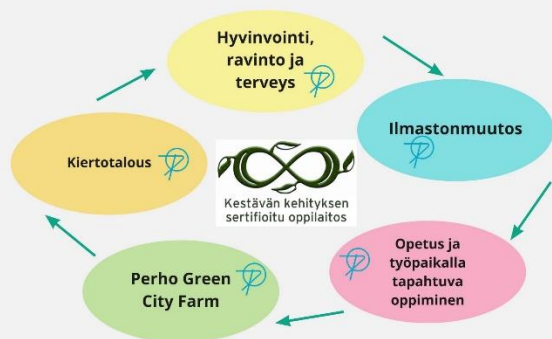 Hyvinvointi,
ravinto ja
terveys
Ilmastonmuutos
Kiertotalous
Kestävän kehityksen
sertifioitu oppilaitos
Opetus ja
työpaikalla
tapahtuva
oppiminen
Perho Green
City Farm